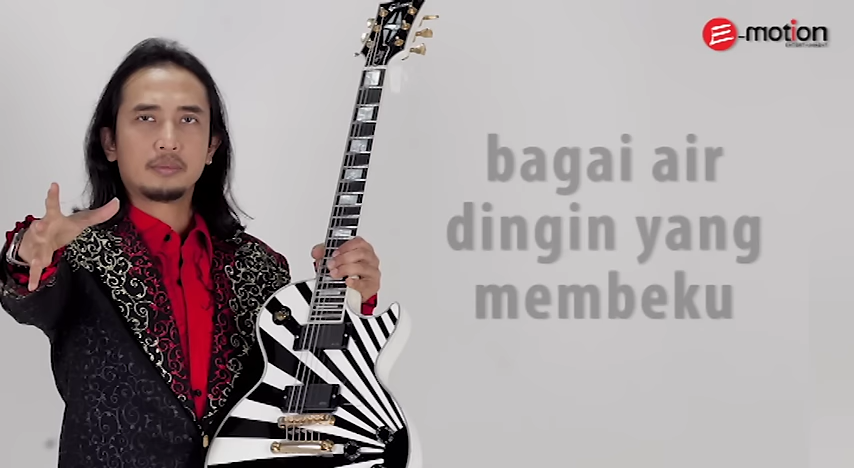 E-motion
ENTERTAINMENT
bagai air
dingin yang
membeku